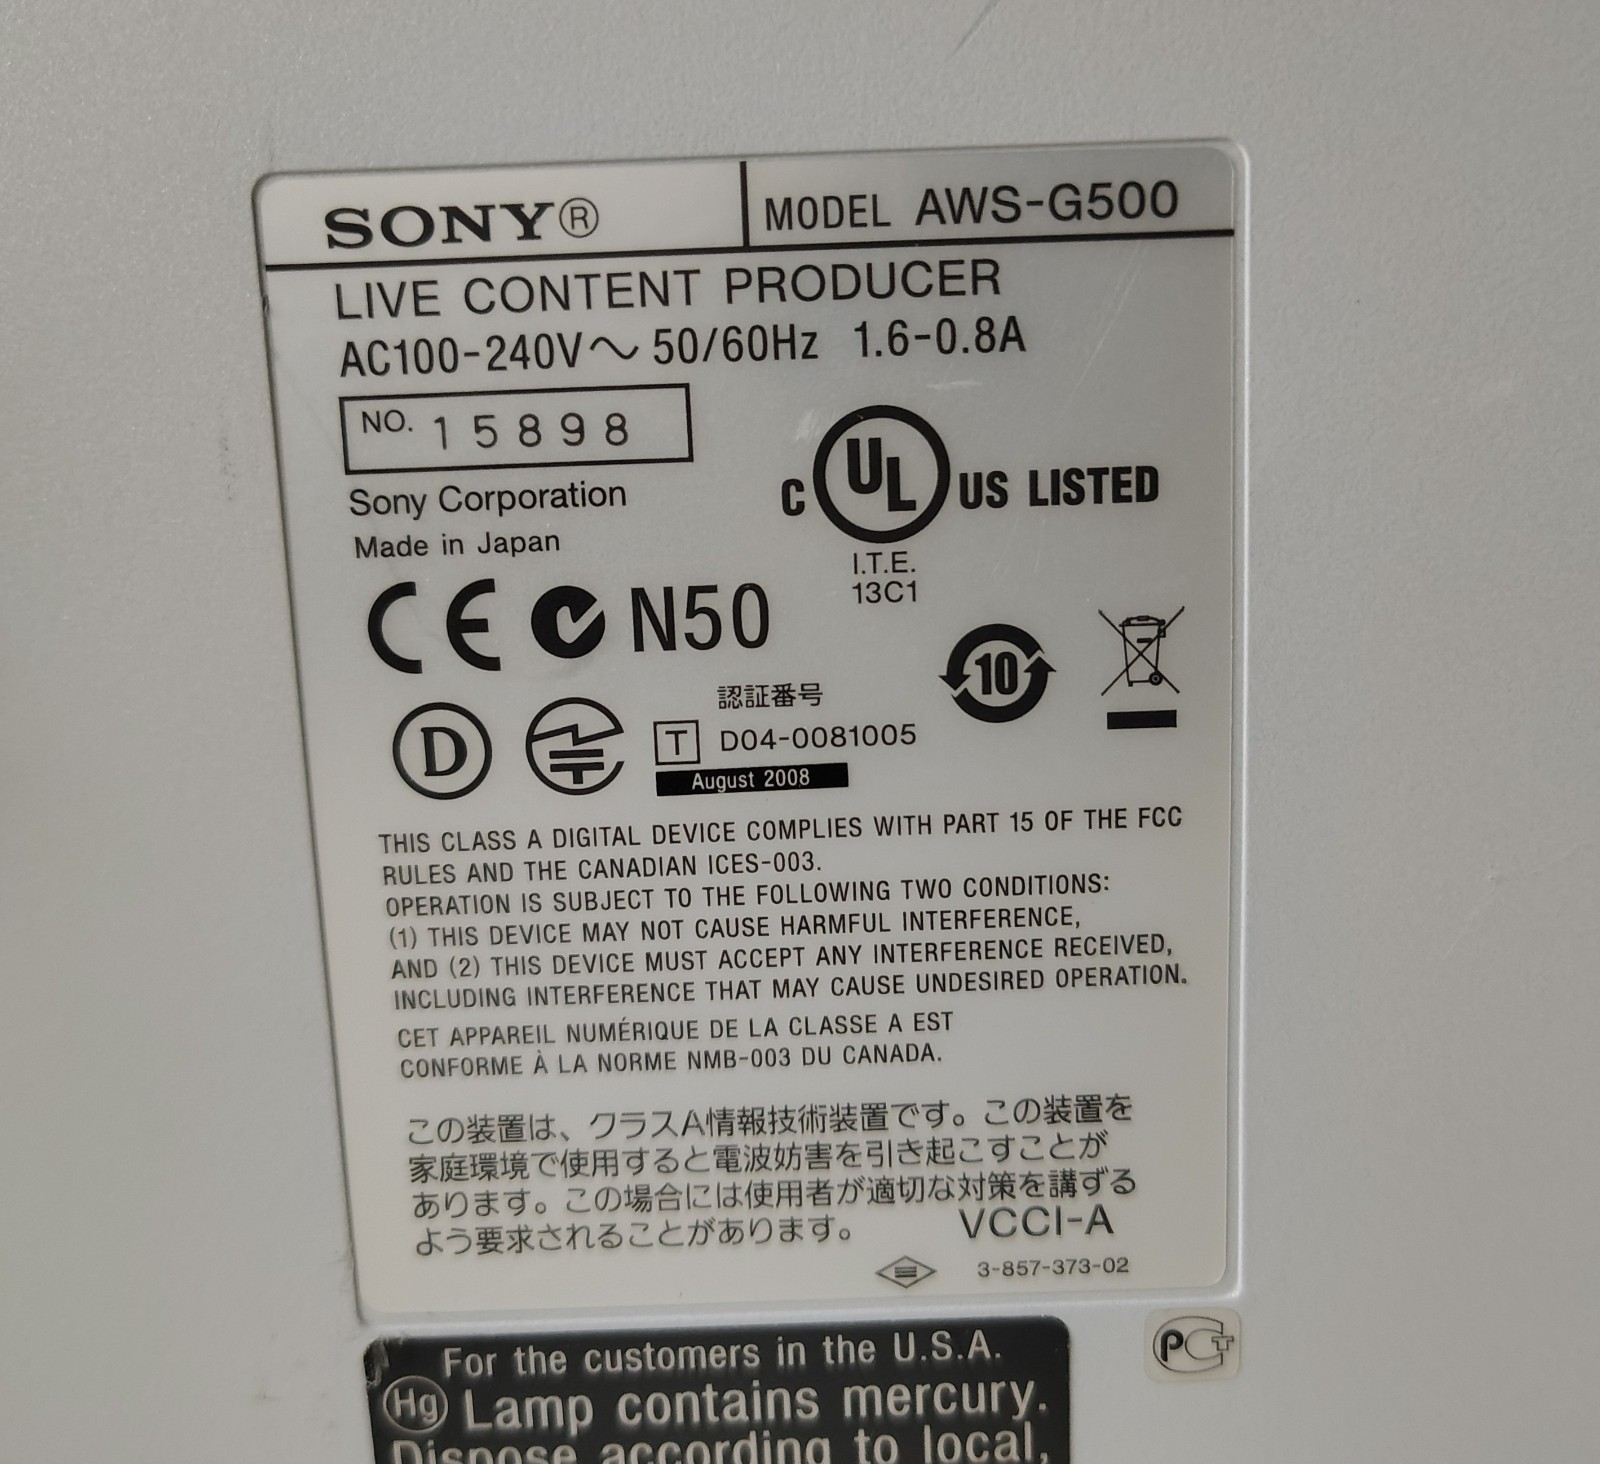 SONY®
MODEL AWS-G500
LIVE CONTENT PRODUCER
AC100-240V～ 50/60Hz 1.6-0.8A
NO. 15898
Sony Corporation
Made in Japan
C UL US LISTED
I.T.E.
13C1
CE N50
10
認証番号
D
T D04-0081005
August 2008
THIS CLASS A DIGITAL DEVICE COMPLIES WITH PART 15 OF THE FCC
RULES AND THE CANADIAN ICES-003.
OPERATION IS SUBJECT TO THE FOLLOWING TWO CONDITIONS:
(1) THIS DEVICE MAY NOT CAUSE HARMFUL INTERFERENCE,
AND (2) THIS DEVICE MUST ACCEPT ANY INTERFERENCE RECEIVED,
INCLUDING INTERFERENCE THAT MAY CAUSE UNDESIRED OPERATION.
CET APPAREIL NUMÉRIQUE DE LA CLASSE A EST
CONFORME À LA NORME NMB-003 DU CANADA.
この装置は、クラスA情報技術装置です。この装置を
家庭環境で使用すると電波妨害を引き起こすことが
あります。この場合には使用者が適切な対策を講ずる
よう要求されることがあります。
VCCI-A
3-857-373-02
For the customers in the U.S.A.
Hg Lamp contains mercury.
Dispose according to local,
PCT